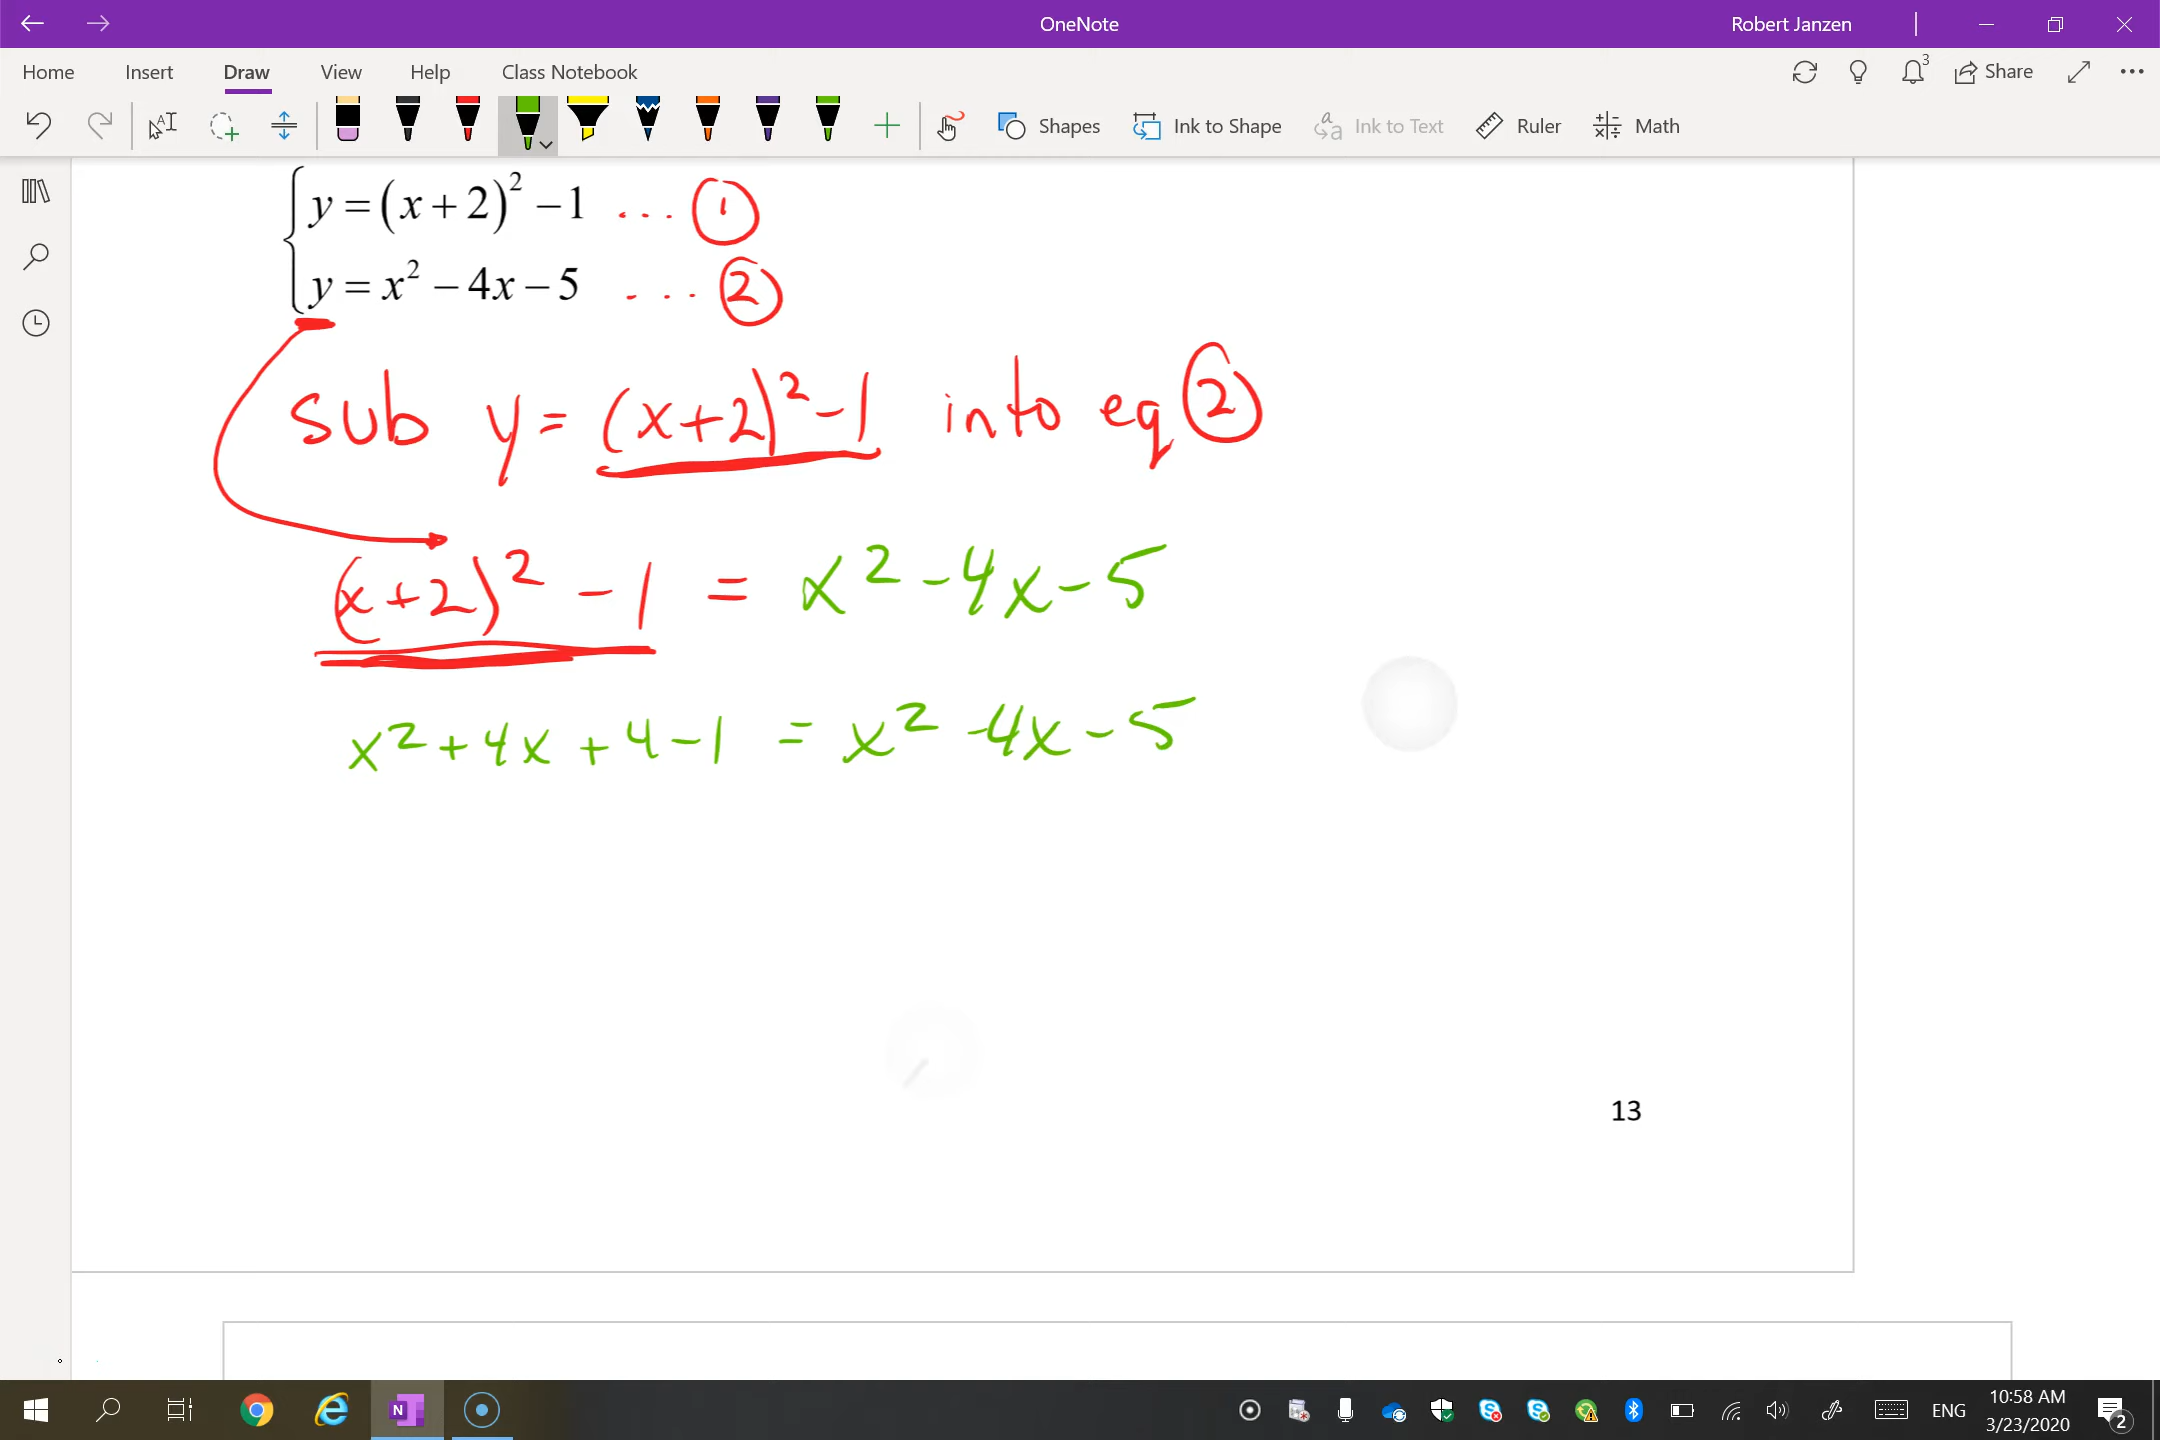 OneNote
Robert Janzen
Home Insert Draw View Help Class Notebook
3 Share
Shapes Ink to Shape Ink to Text Ruler Math
y = (x + 2)² − 1 ... ①
y = x² − 4x − 5 ... ②
sub y = (x+2)² −1 into eq ②
(x+2)² −1 = x² −4x −5
x² +4x +4 −1 = x² −4x −5
13
ENG
10:58 AM
3/23/2020
2